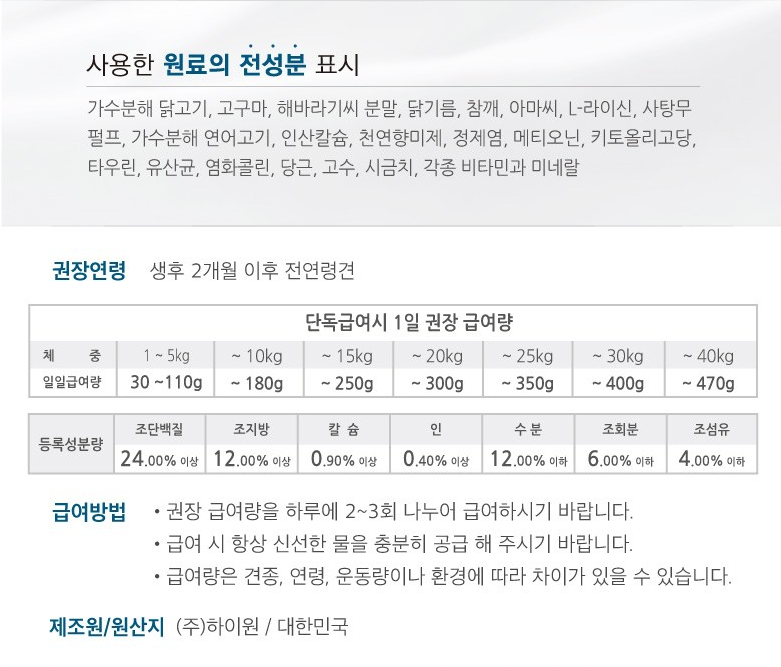 사용한 원료의 전성분 표시
가수분해 닭고기, 고구마, 해바라기씨 분말, 닭기름, 참깨, 아마씨, L-라이신, 사탕무
펄프, 가수분해 연어고기, 인산칼슘, 천연향미제, 정제염, 메티오닌, 키토올리고당,
타우린, 유산균, 염화콜린, 당근, 고수, 시금치, 각종 비타민과 미네랄
권장연령 생후 2개월 이후 전연령견
단독급여시 1일 권장 급여량
체 중 1 ~ 5kg ~ 10kg ~ 15kg ~ 20kg ~ 25kg ~ 30kg ~ 40kg
일일급여량 30 ~110g ~ 180g ~ 250g ~ 300g ~ 350g ~ 400g ~ 470g
등록성분량 조단백질 조지방 칼 슘 인 수 분 조회분 조섬유
24.00% 이상 12.00% 이상 0.90% 이상 0.40% 이상 12.00% 이하 6.00% 이하 4.00% 이하
급여방법 • 권장 급여량을 하루에 2~3회 나누어 급여하시기 바랍니다.
• 급여 시 항상 신선한 물을 충분히 공급 해 주시기 바랍니다.
• 급여량은 견종, 연령, 운동량이나 환경에 따라 차이가 있을 수 있습니다.
제조원/원산지 (주)하이원 / 대한민국